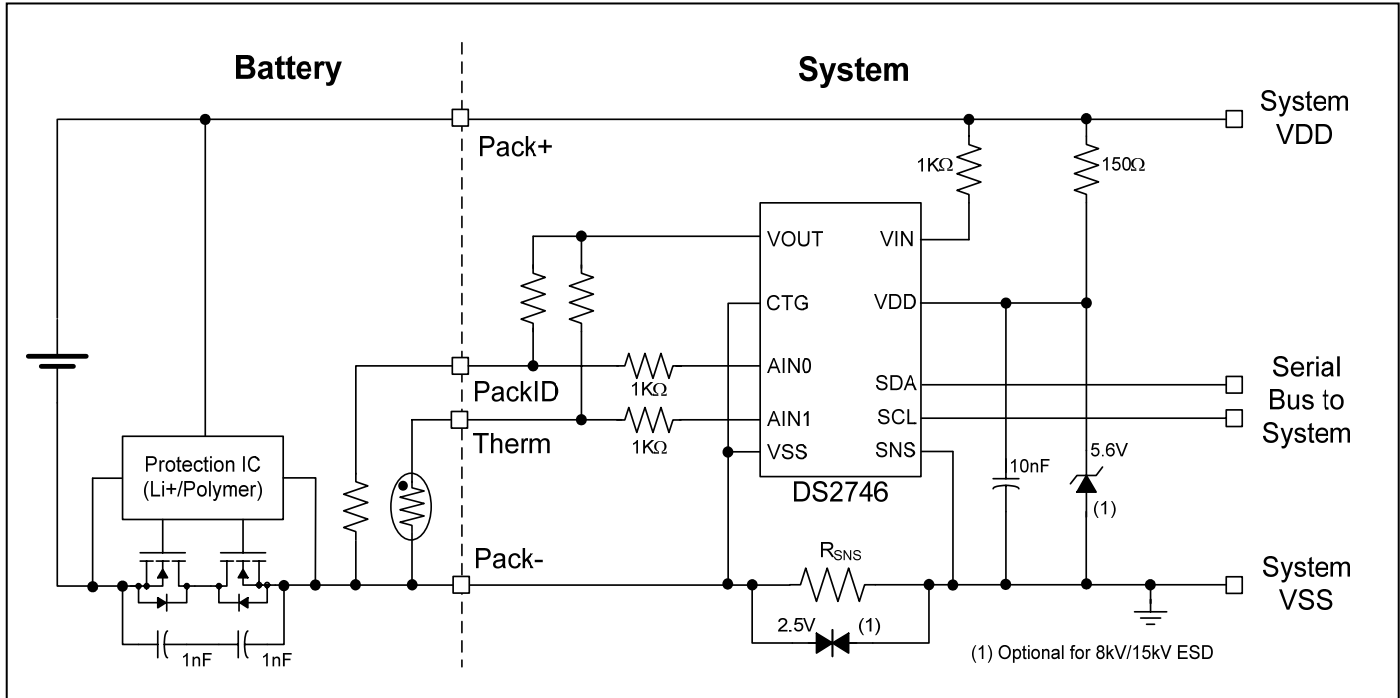 Battery
System
System
VDD
Pack+
1KΩ
150Ω
VOUT
VIN
CTG
VDD
AIN0
PackID
1KΩ
SDA
Serial
Bus to
System
AIN1
SCL
Therm
1KΩ
VSS
SNS
DS2746
10nF
5.6V
(1)
Protection IC
(Li+/Polymer)
Pack-
RSNS
System
VSS
2.5V
(1)
1nF
1nF
(1) Optional for 8kV/15kV ESD